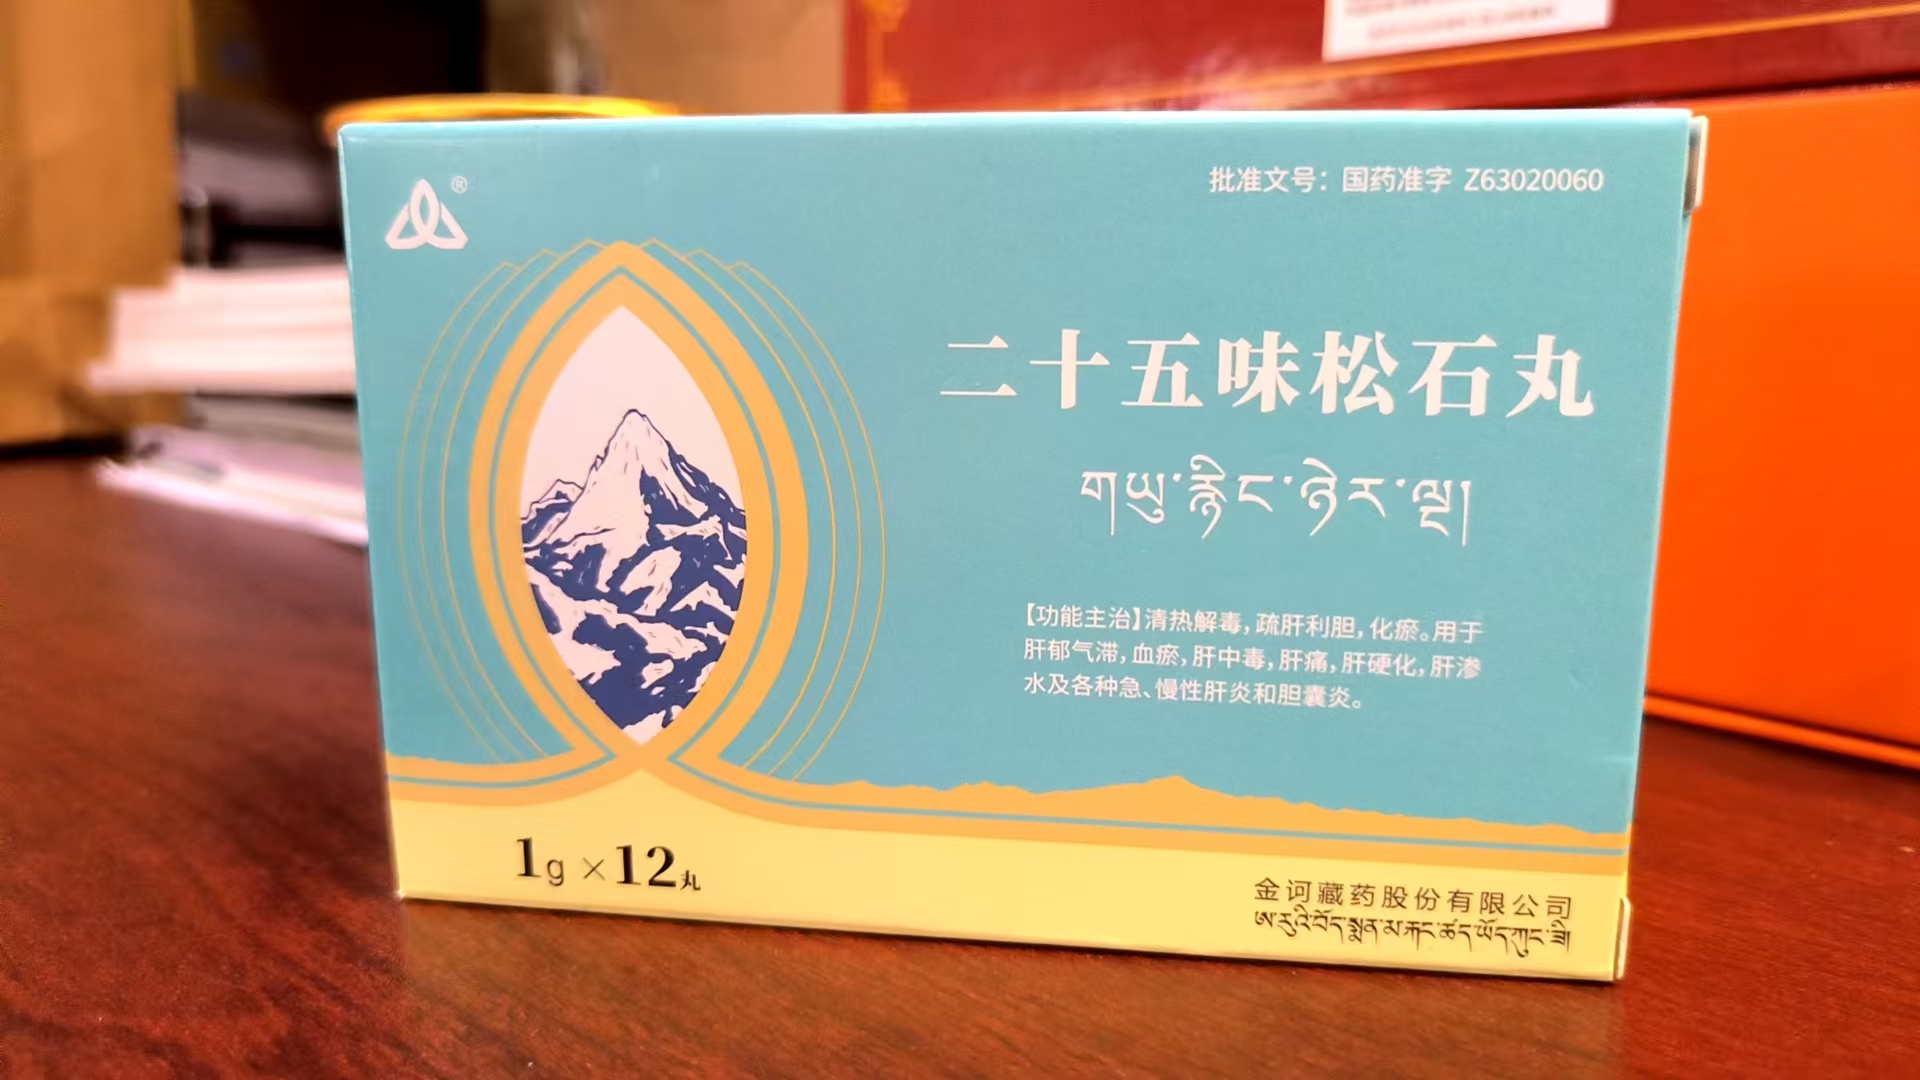 ®
批准文号：国药准字 Z63020060
二十五味松石丸
གཡུ་རྙིང་ཉེར་ལྔ།
【功能主治】清热解毒，疏肝利胆，化瘀。用于
肝郁气滞，血瘀，肝中毒，肝痛，肝硬化，肝渗
水及各种急、慢性肝炎和胆囊炎。
1g×12丸
金诃藏药股份有限公司
ཨ་རུའི་བོད་སྨན་མ་རྐང་ཚད་ཡོད་ཀུང་ཟི།